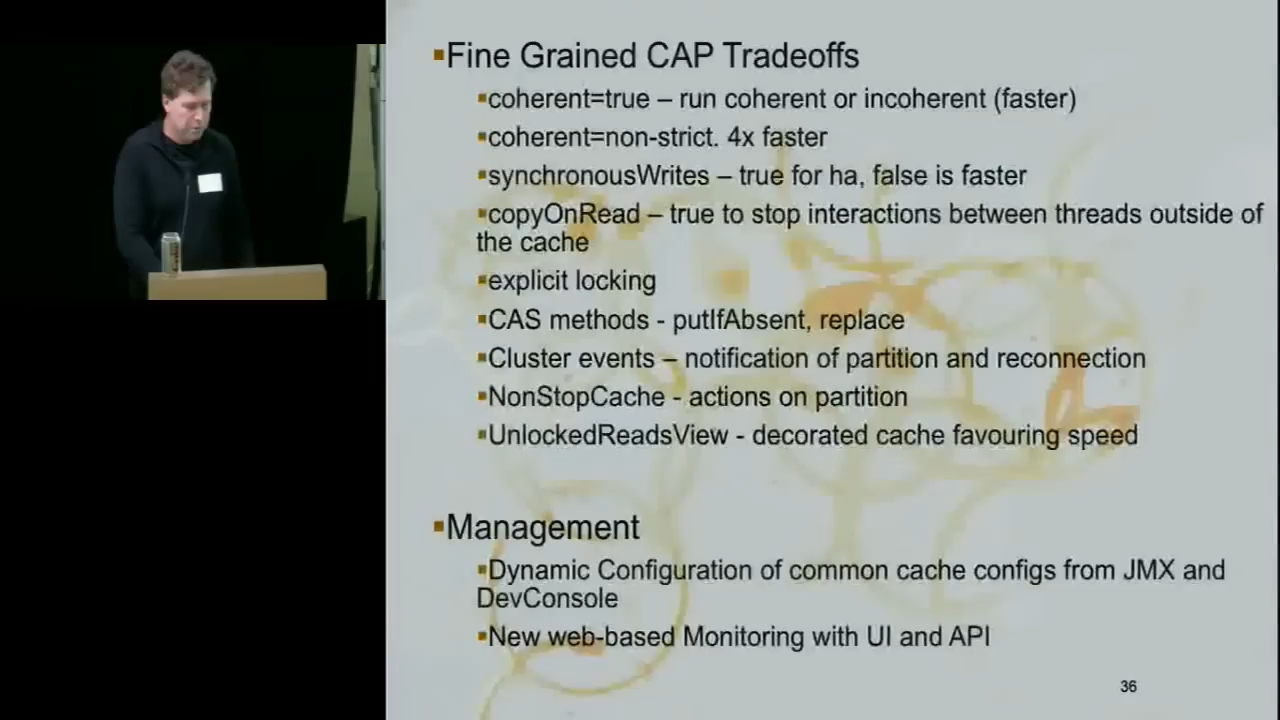 ▪Fine Grained CAP Tradeoffs
▪coherent=true – run coherent or incoherent (faster)
▪coherent=non-strict. 4x faster
▪synchronousWrites – true for ha, false is faster
▪copyOnRead – true to stop interactions between threads outside of
the cache
▪explicit locking
▪CAS methods - putIfAbsent, replace
▪Cluster events – notification of partition and reconnection
▪NonStopCache - actions on partition
▪UnlockedReadsView - decorated cache favouring speed
▪Management
▪Dynamic Configuration of common cache configs from JMX and
DevConsole
▪New web-based Monitoring with UI and API
36